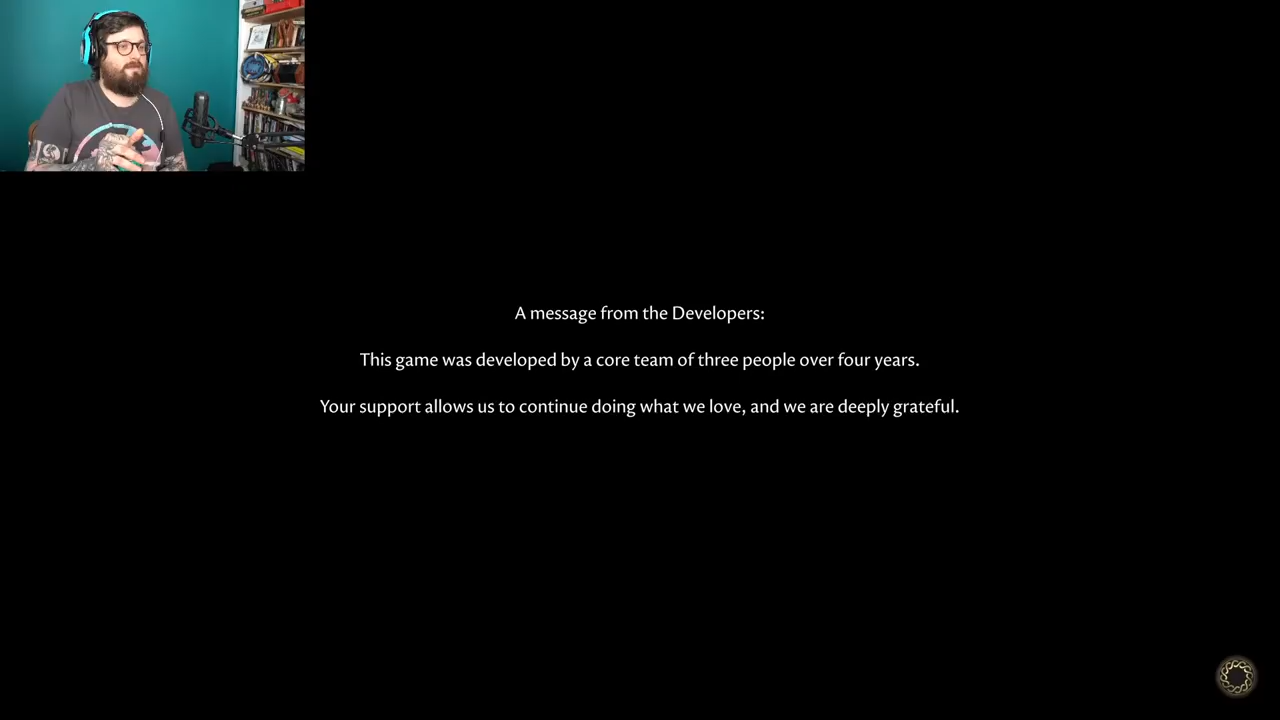 A message from the Developers:
This game was developed by a core team of three people over four years.
Your support allows us to continue doing what we love, and we are deeply grateful.